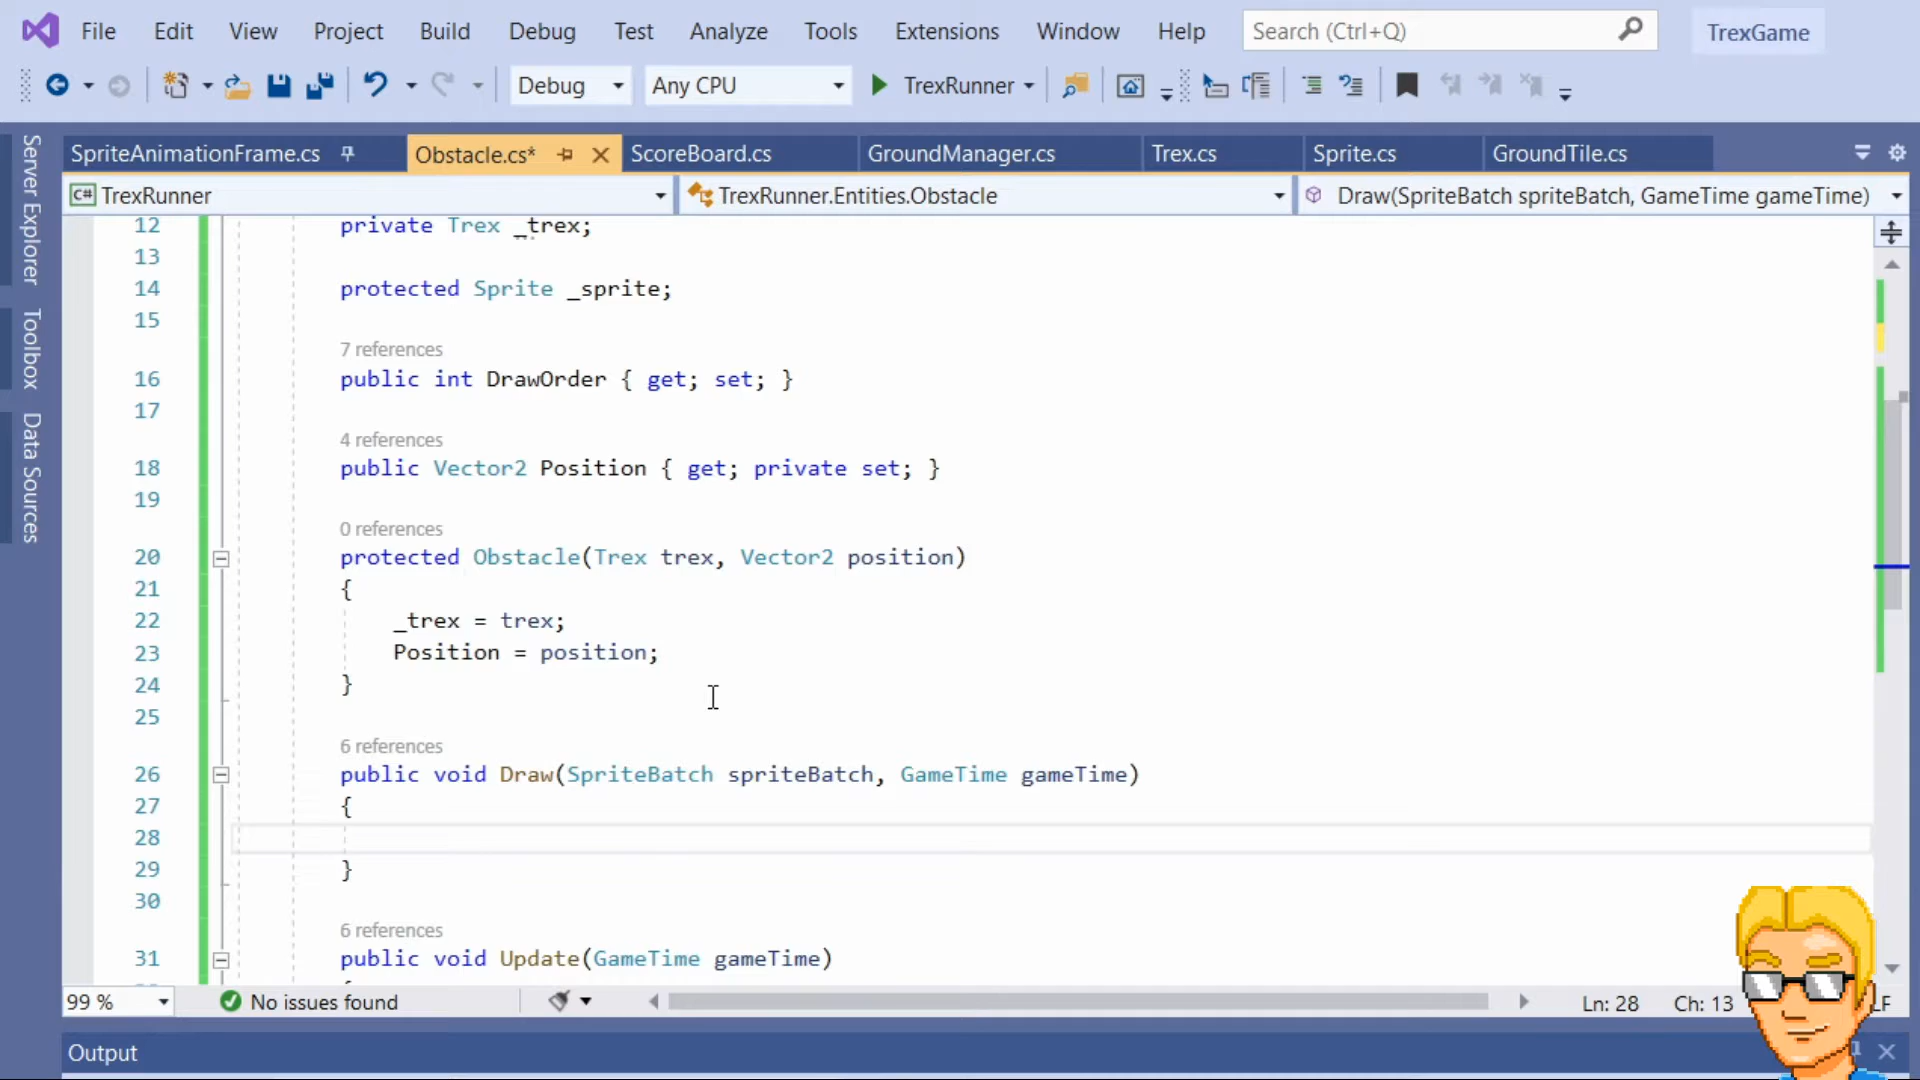 File Edit View Project Build Debug Test Analyze Tools Extensions Window Help Search (Ctrl+Q) TrexGame
Debug Any CPU TrexRunner
SpriteAnimationFrame.cs Obstacle.cs* ScoreBoard.cs GroundManager.cs Trex.cs Sprite.cs GroundTile.cs
C# TrexRunner TrexRunner.Entities.Obstacle Draw(SpriteBatch spriteBatch, GameTime gameTime)
Server Explorer
Toolbox
Data Sources
12 private Trex _trex;
13
14 protected Sprite _sprite;
15
7 references
16 public int DrawOrder { get; set; }
17
4 references
18 public Vector2 Position { get; private set; }
19
0 references
20 protected Obstacle(Trex trex, Vector2 position)
21 {
22 _trex = trex;
23 Position = position;
24 }
25
6 references
26 public void Draw(SpriteBatch spriteBatch, GameTime gameTime)
27 {
28
29 }
30
6 references
31 public void Update(GameTime gameTime)
99 % No issues found Ln: 28 Ch: 13 LF
Output